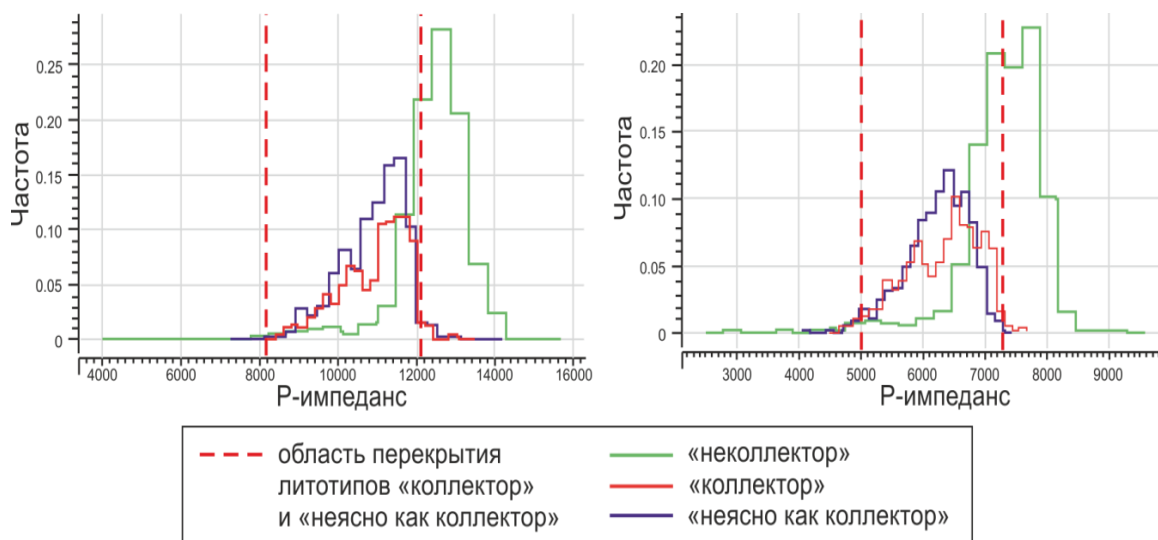 Частота
0.25
0.20
0.15
0.10
0.05
0
4000 6000 8000 10000 12000 14000 16000
Р-импеданс
Частота
0.20
0.15
0.10
0.05
0
3000 4000 5000 6000 7000 8000 9000
Р-импеданс
область перекрытия
литотипов «коллектор»
и «неясно как коллектор»
«неколлектор»
«коллектор»
«неясно как коллектор»